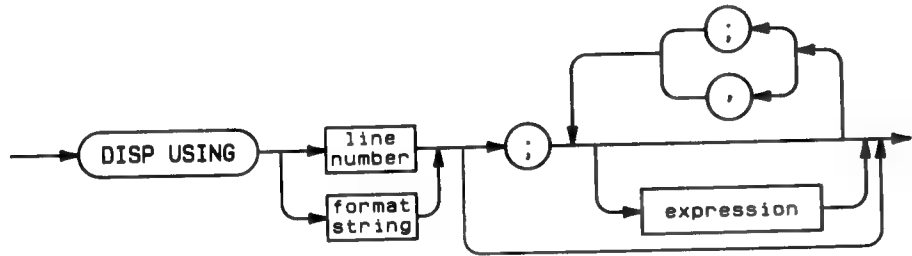 ;
,
DISP USING
line
number
;
format
string
expression